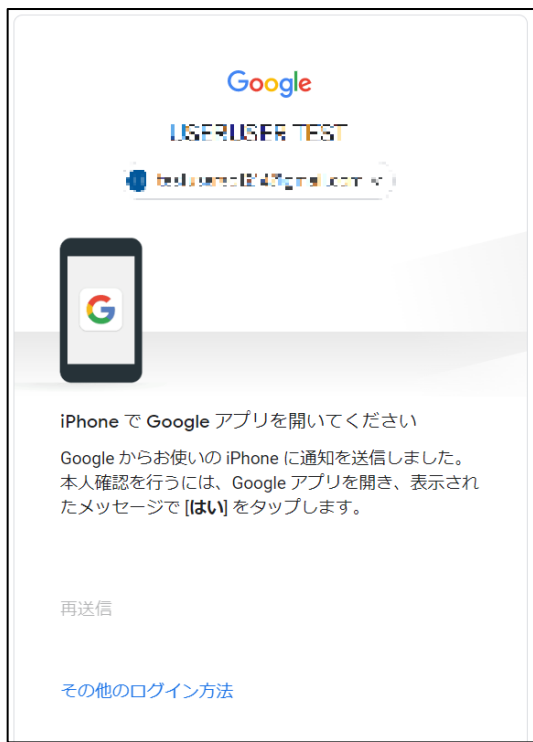 Google
USERUSER TEST
iPhone で Google アプリを開いてください
Google からお使いの iPhone に通知を送信しました。
本人確認を行うには、Google アプリを開き、表示され
たメッセージで [はい] をタップします。
再送信
その他のログイン方法